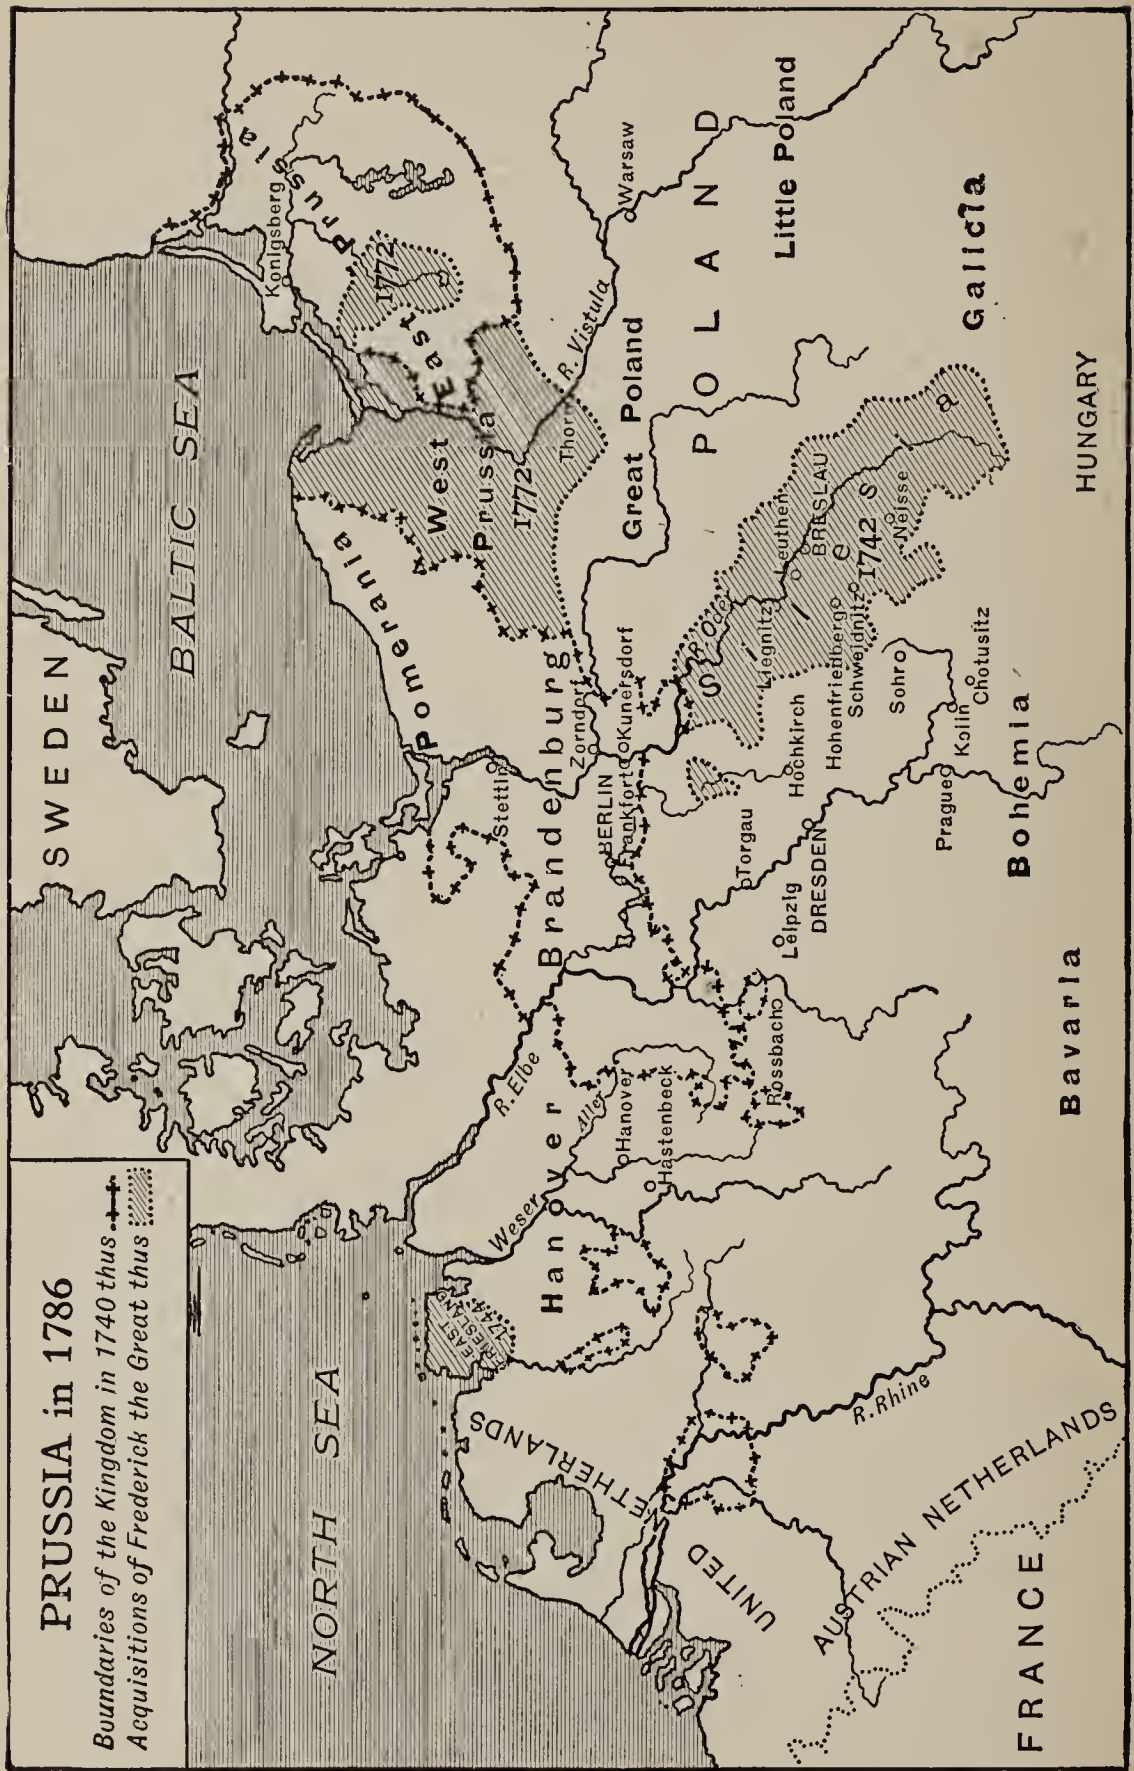 PRUSSIA in 1786
Boundaries of the Kingdom in 1740 thus
Acquisitions of Frederick the Great thus
SWEDEN
BALTIC SEA
NORTH SEA
Konigsberg
East Prussia
1772
West
Prussia
1772
Pomerania
Thorn
R. Vistula
Warsaw
Great Poland
POLAND
Little Poland
Galicia
HUNGARY
Stettin
Brandenburg
Zorndorf
Kunersdorf
BERLIN
Frankfort
R. Oder
Silesia
1742
Liegnitz
Leuthen
BRESLAU
Neisse
Hohenfriedberg
Schweidnitz
Sohro
Hochkirch
Torgau
Leipzig
DRESDEN
Prague
Kolin
Chotusitz
Bohemia
Bavaria
Rossbach
R. Elbe
Aller
Hanover
Hastenbeck
Weser
Hanover
EAST
FRIESLAND
1744
UNITED NETHERLANDS
R. Rhine
AUSTRIAN NETHERLANDS
FRANCE